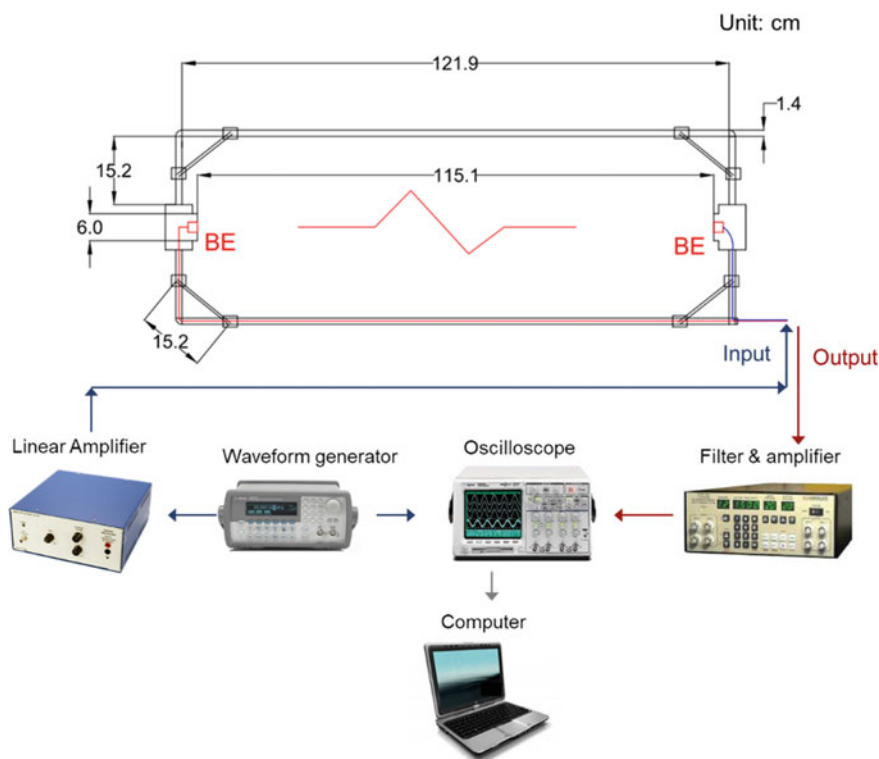 Unit: cm
121.9
1.4
15.2
115.1
6.0
BE
BE
15.2
Input
Output
Linear Amplifier
Waveform generator
Oscilloscope
Filter & amplifier
Computer